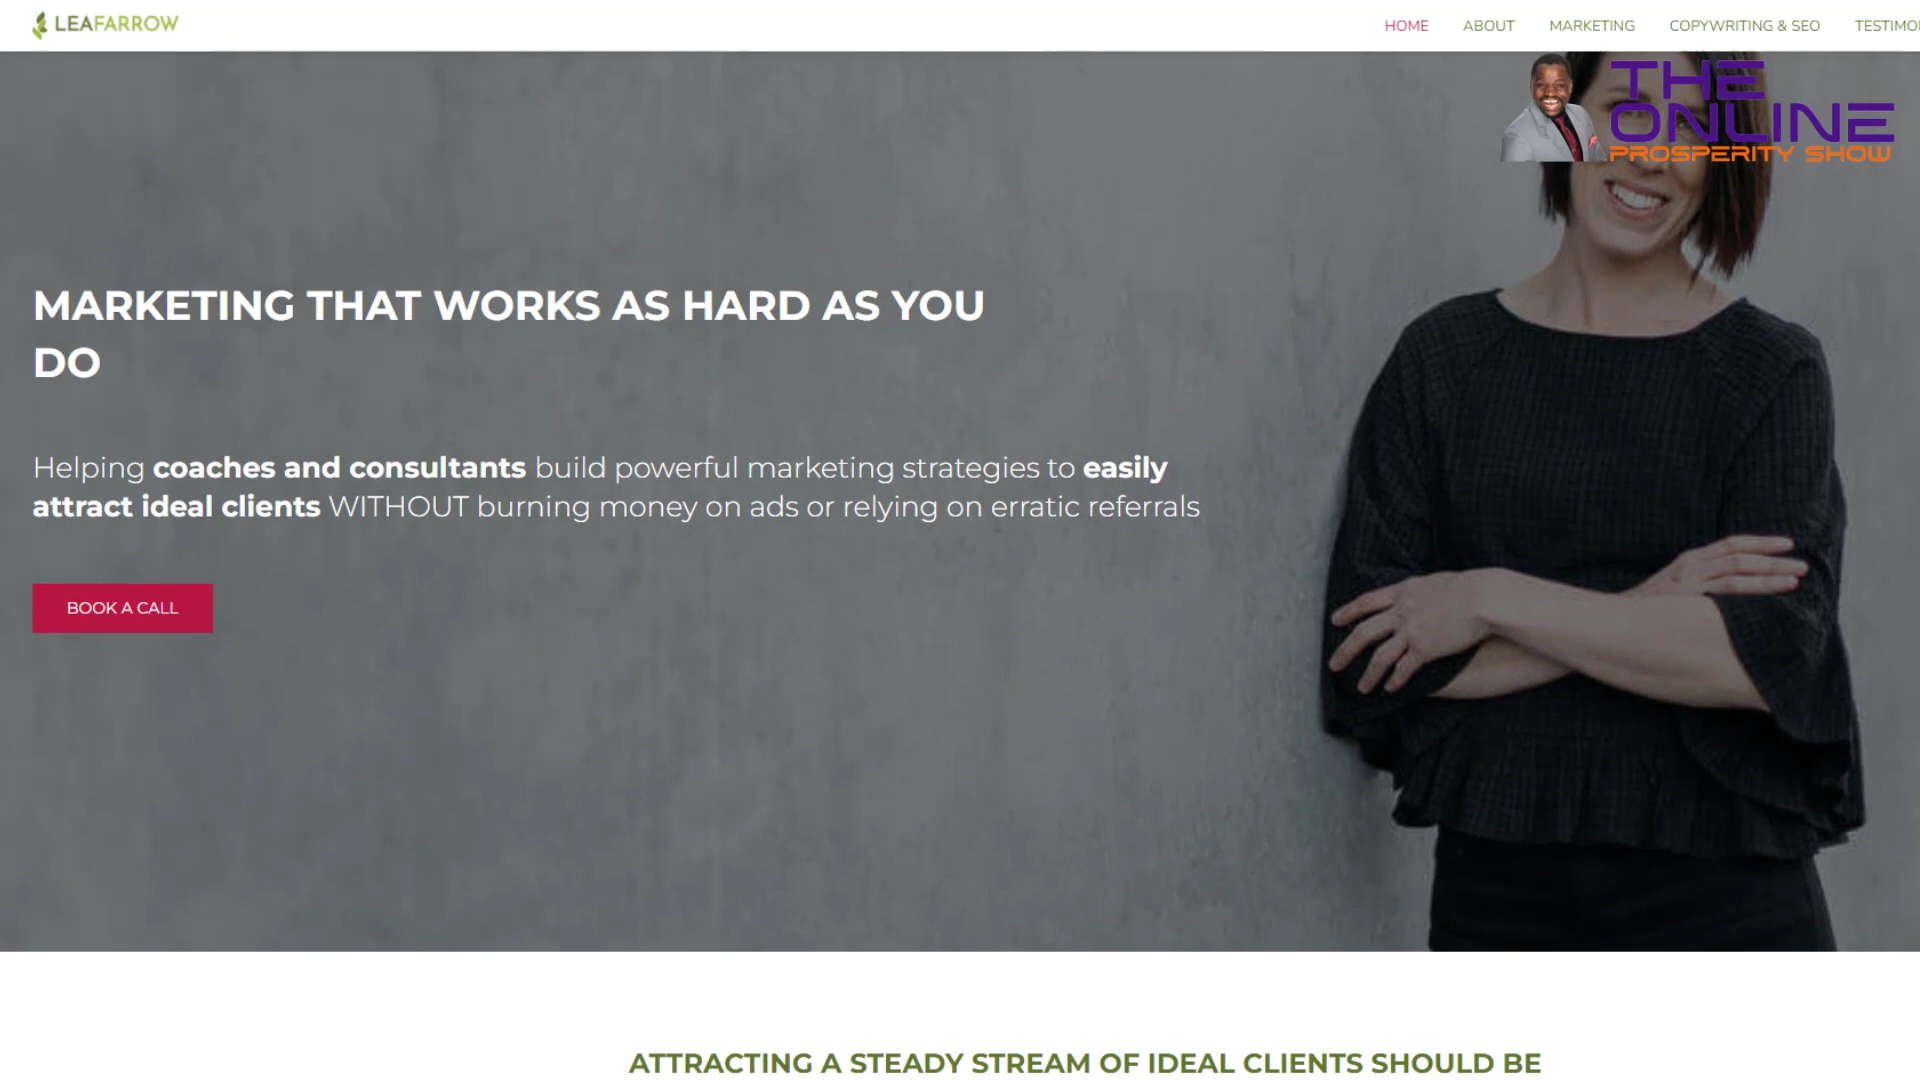 LEAFARROW
HOME ABOUT MARKETING COPYWRITING & SEO TESTIMO
THE
ONLINE
PROSPERITY SHOW
MARKETING THAT WORKS AS HARD AS YOU
DO
Helping coaches and consultants build powerful marketing strategies to easily
attract ideal clients WITHOUT burning money on ads or relying on erratic referrals
BOOK A CALL
ATTRACTING A STEADY STREAM OF IDEAL CLIENTS SHOULD BE